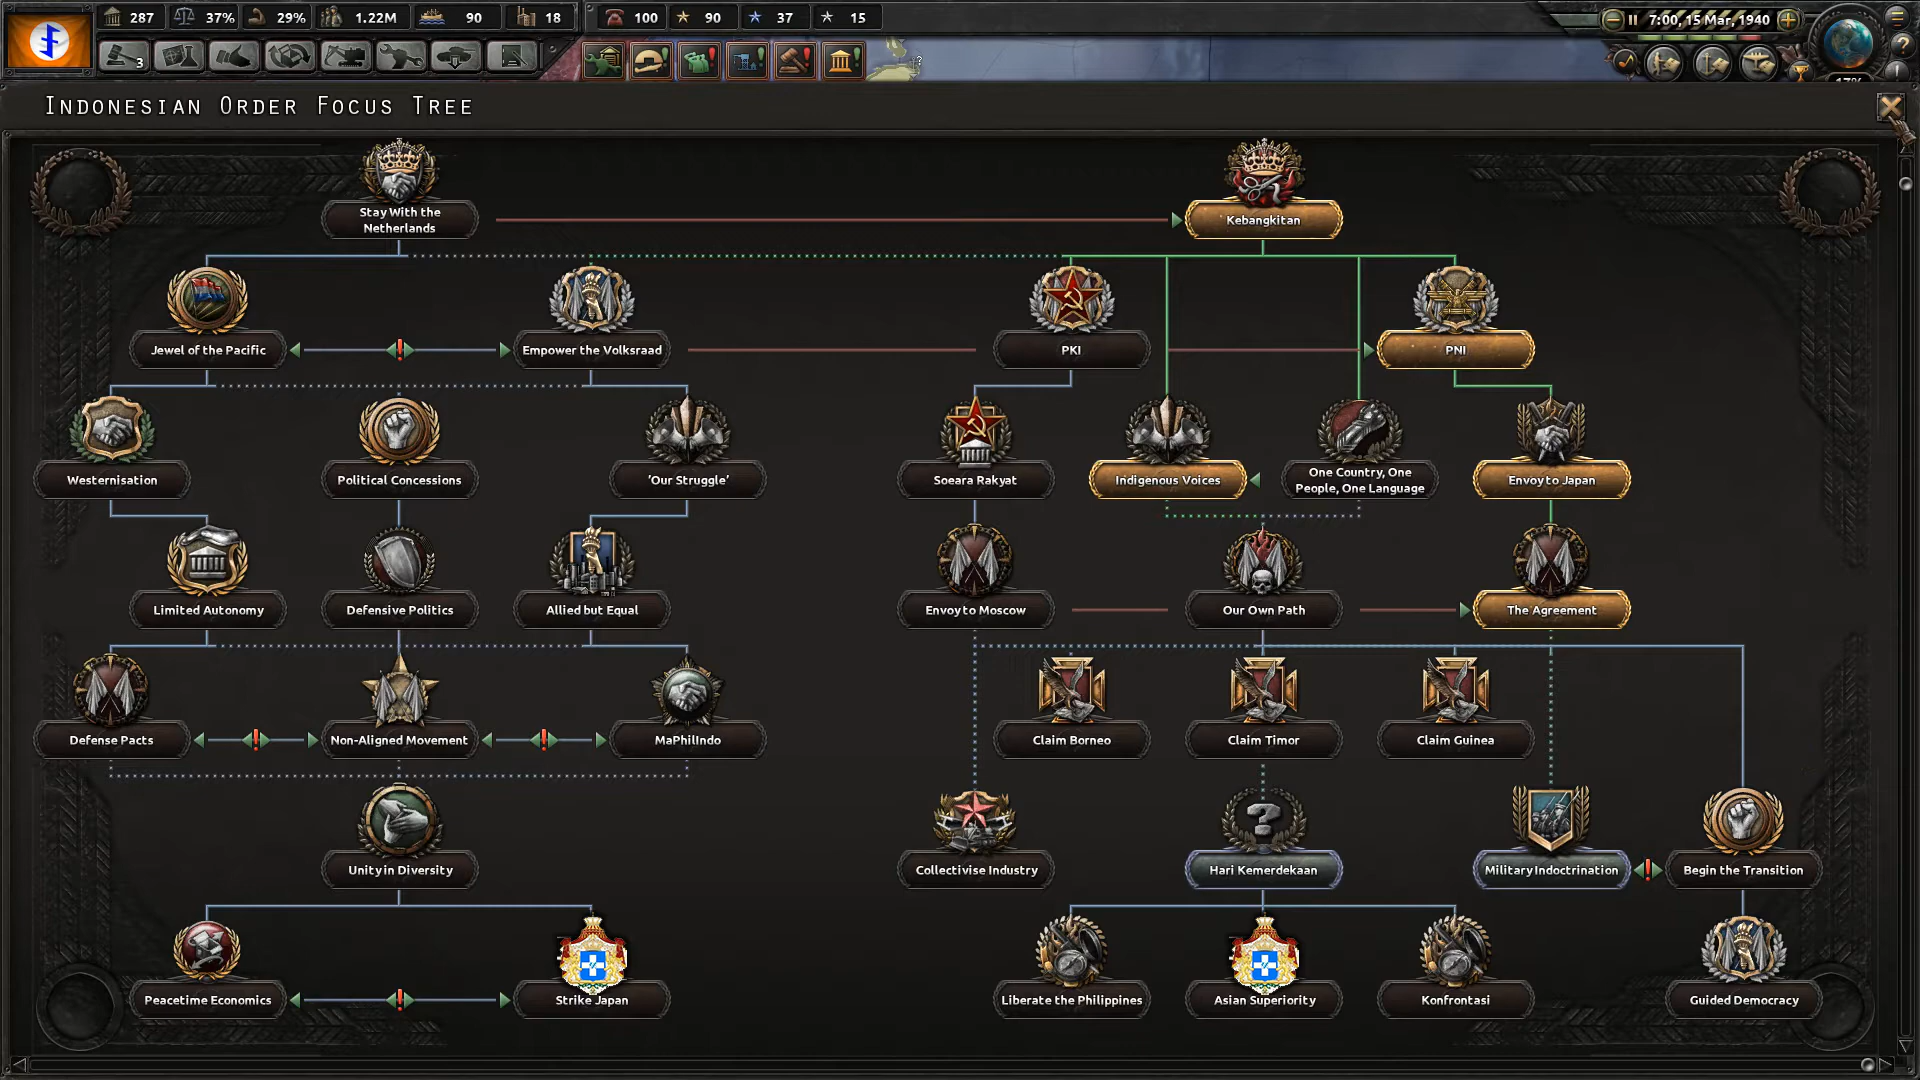 287 37% 29% 1.22M 90 18 100 90 37 15 7:00, 15 Mar, 1940
3
Indonesian Order Focus Tree
Stay With the
Netherlands
Kebangkitan
Jewel of the Pacific
Empower the Volksraad
PKI
PNI
Westernisation
Political Concessions
'Our Struggle'
Soeara Rakyat
Indigenous Voices
One Country, One
People, One Language
Envoy to Japan
Limited Autonomy
Defensive Politics
Allied but Equal
Envoy to Moscow
Our Own Path
The Agreement
Defense Pacts
Non-Aligned Movement
MaPhilIndo
Claim Borneo
Claim Timor
Claim Guinea
Unity in Diversity
Collectivise Industry
Hari Kemerdekaan
Military Indoctrination
Begin the Transition
Peacetime Economics
Strike Japan
Liberate the Philippines
Asian Superiority
Konfrontasi
Guided Democracy